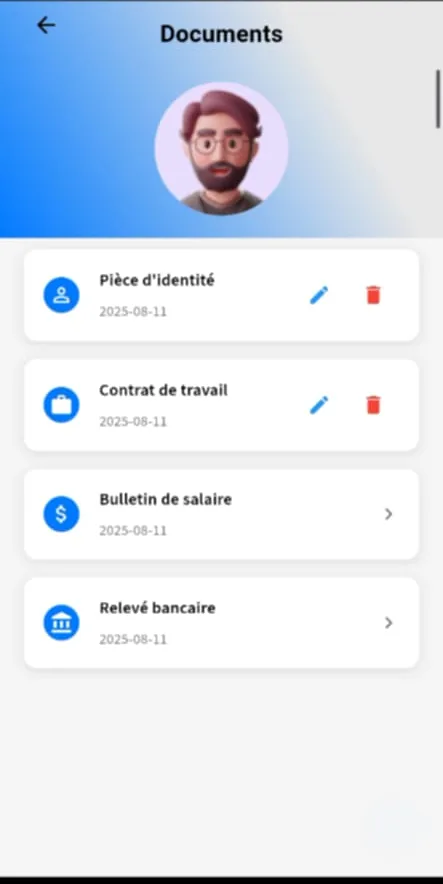 Documents
Pièce d'identité
2025-08-11
Contrat de travail
2025-08-11
Bulletin de salaire
2025-08-11
Relevé bancaire
2025-08-11